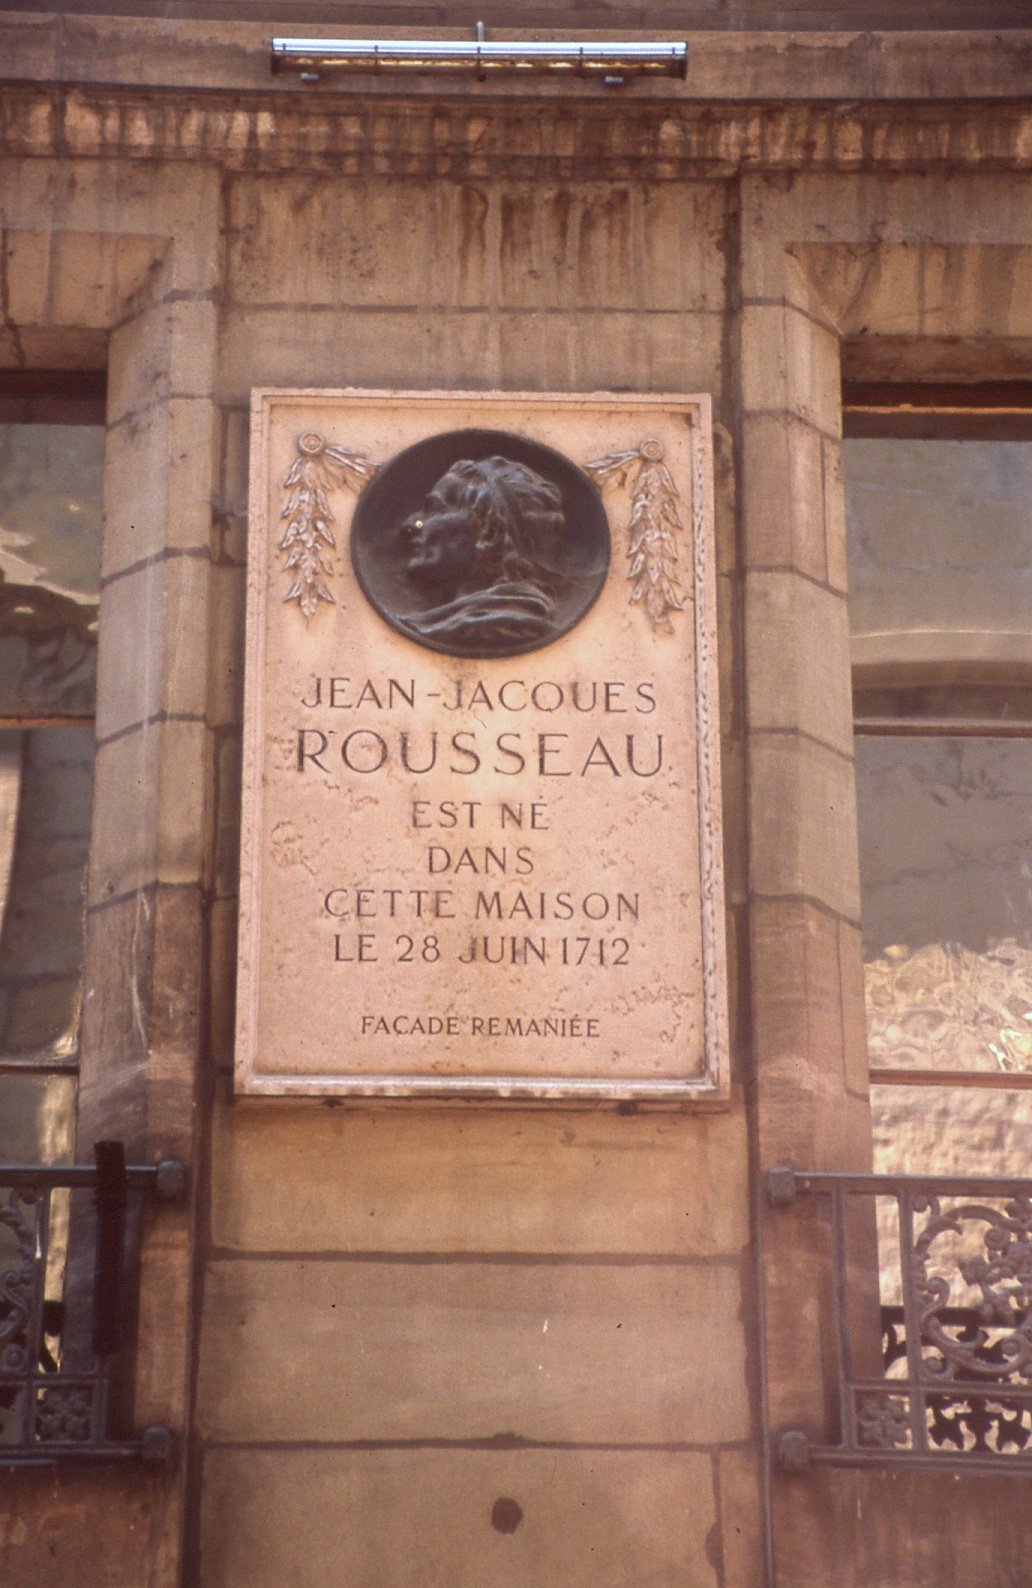 JEAN-JACQUES
ROUSSEAU
EST NÉ
DANS
CETTE MAISON
LE 28 JUIN 1712
FACADE REMANIÉE